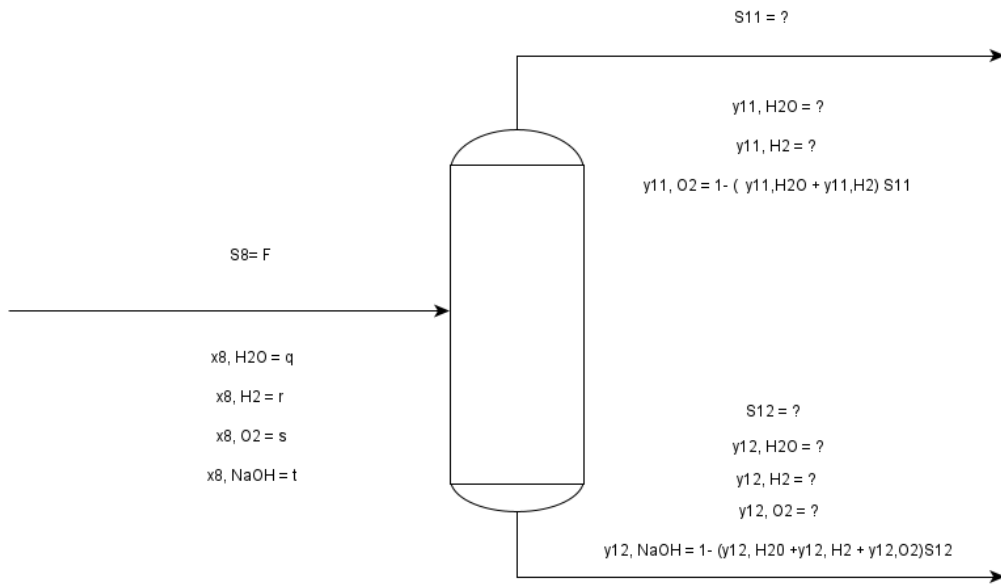 S11 = ?
y11, H2O = ?
y11, H2 = ?
y11, O2 = 1- ( y11,H2O + y11,H2) S11
S8= F
x8, H2O = q
x8, H2 = r
x8, O2 = s
x8, NaOH = t
S12 = ?
y12, H2O = ?
y12, H2 = ?
y12, O2 = ?
y12, NaOH = 1- (y12, H20 +y12, H2 + y12,O2)S12